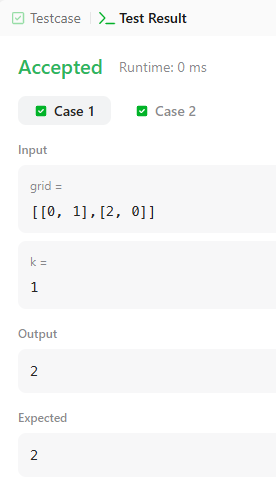 Testcase Test Result
Accepted Runtime: 0 ms
Case 1 Case 2
Input
grid =
[[0, 1],[2, 0]]
k =
1
Output
2
Expected
2